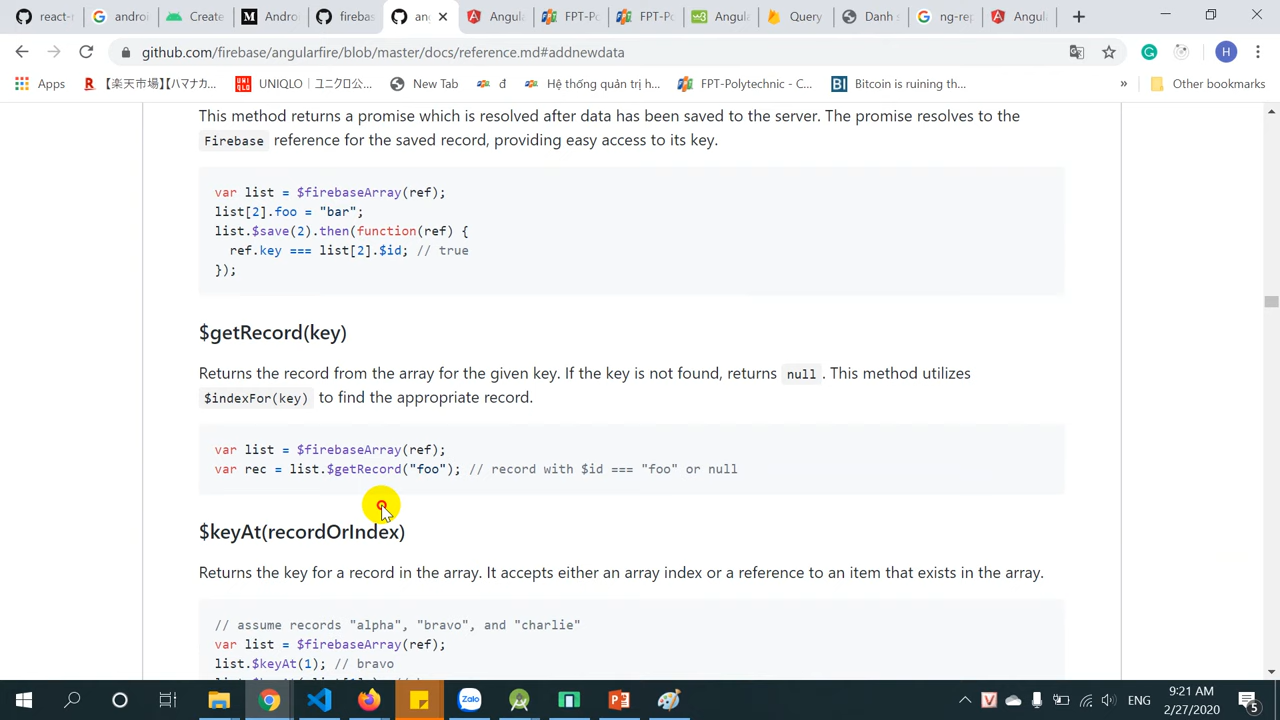 react-r
androi
Create
Andro
firebas
an
Angula
FPT-Po
FPT-Po
Angula
Query
Danh s
ng-rep
Angula
github.com/firebase/angularfire/blob/master/docs/reference.md#addnewdata
Apps
【楽天市場】(ハマナカ...
UNIQLO | ユニクロ公...
New Tab
đ
Hệ thống quản trị h...
FPT-Polytechnic - C...
Bitcoin is ruining th...
Other bookmarks
This method returns a promise which is resolved after data has been saved to the server. The promise resolves to the
Firebase reference for the saved record, providing easy access to its key.
var list = $firebaseArray(ref);
list[2].foo = "bar";
list.$save(2).then(function(ref) {
ref.key === list[2].$id; // true
});
$getRecord(key)
Returns the record from the array for the given key. If the key is not found, returns null . This method utilizes
$indexFor(key) to find the appropriate record.
var list = $firebaseArray(ref);
var rec = list.$getRecord("foo"); // record with $id === "foo" or null
$keyAt(recordOrIndex)
Returns the key for a record in the array. It accepts either an array index or a reference to an item that exists in the array.
// assume records "alpha", "bravo", and "charlie"
var list = $firebaseArray(ref);
list.$keyAt(1); // bravo
Zalo
ENG
9:21 AM
2/27/2020
5